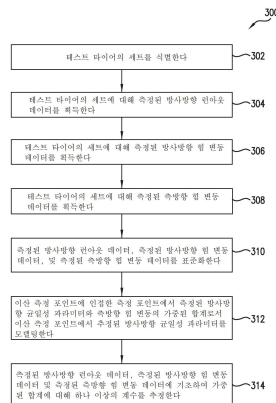 300
테스트 타이어의 세트를 식별한다
302
테스트 타이어의 세트에 대해 측정된 방사방향 런아웃
데이터를 획득한다
304
테스트 타이어의 세트에 대해 측정된 방사방향 힘 변동
데이터를 획득한다
306
테스트 타이어의 세트에 대해 측정된 측방향 힘 변동
데이터를 획득한다
308
측정된 방사방향 런아웃 데이터, 측정된 방사방향 힘 변동
데이터, 및 측정된 측방향 힘 변동 데이터를 표준화한다
310
이산 측정 포인트에 인접한 측정 포인트에서 측정된 방사방
향 균일성 파라미터와 측방향 힘 변동의 가중된 합계로서
이산 측정 포인트에서 추정된 방사방향 균일성 파라미터를
모델링한다
312
측정된 방사방향 런아웃 데이터, 측정된 방사방향 힘 변동
데이터 및 측정된 측방향 힘 변동 데이터에 기초하여 가중
된 합계에 대해 하나 이상의 계수를 추정한다
314